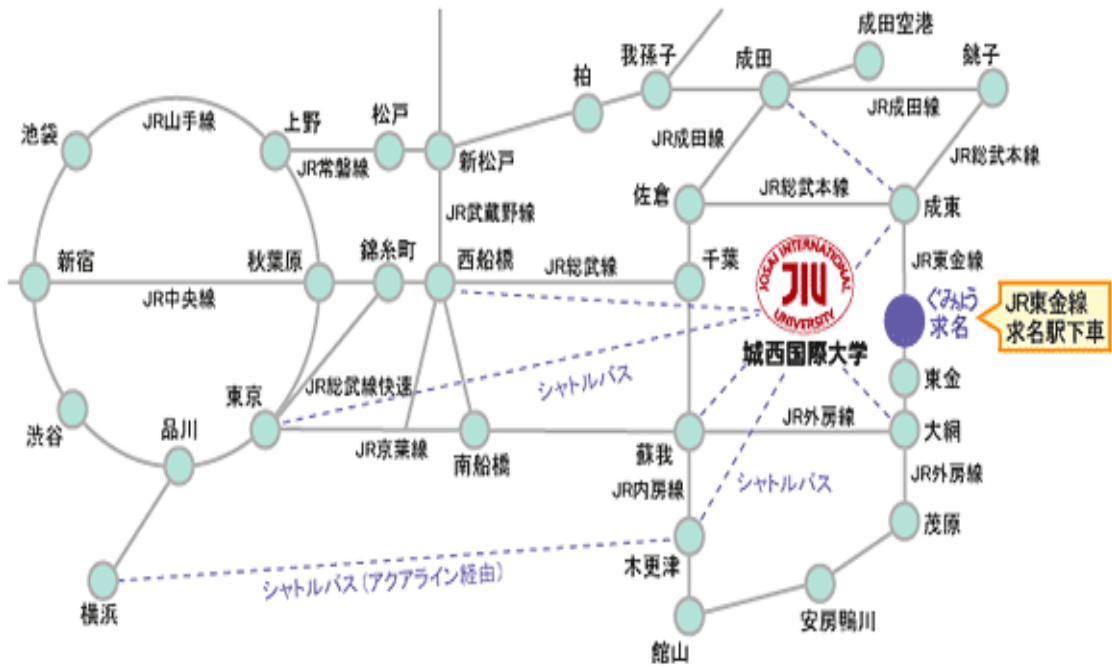 成田空港
我孫子
成田
銚子
柏
JR成田線
JR山手線
上野
松戸
池袋
新松戸
JR成田線
JR常磐線
JR総武本線
佐倉
JR総武本線
成東
JR武蔵野線
錦糸町
新宿
秋葉原
西船橋
JR総武線
千葉
JOSAI INTERNATIONAL
JIU
UNIVERSITY
JR東金線
JR中央線
ぐみょう
求名
JR東金線
求名駅下車
城西国際大学
東金
東京
JR総武線快速
シャトルバス
渋谷
品川
JR外房線
大網
JR京葉線
南船橋
蘇我
JR外房線
JR内房線
シャトルバス
茂原
木更津
シャトルバス(アクアライン経由)
横浜
安房鴨川
館山